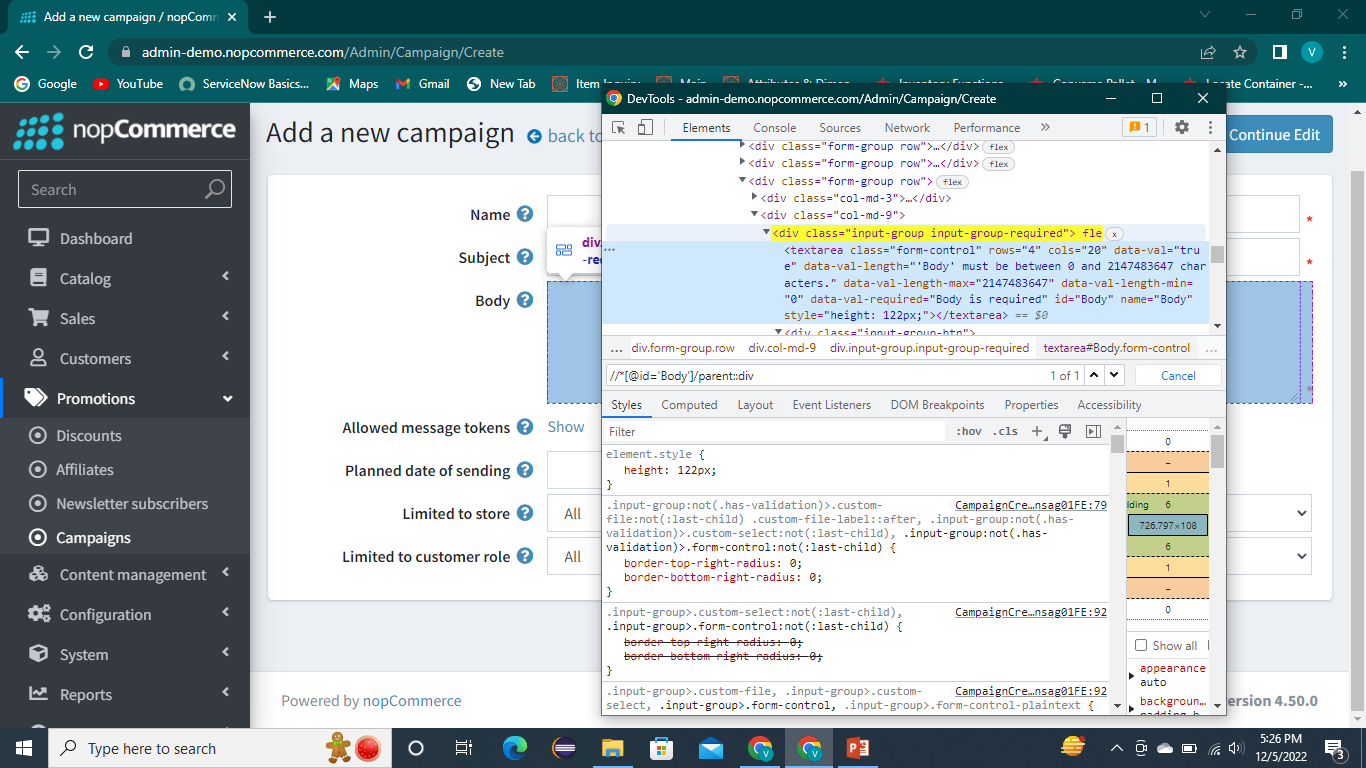 Add a new campaign / nopComm
admin-demo.nopcommerce.com/Admin/Campaign/Create
V
Google YouTube ServiceNow Basics... Maps Gmail New Tab Item Inquiry Main Attributes & Dimen Inventory Functions Converms Pallet - M Locate Container -... »
nopCommerce
Add a new campaign back to
Continue Edit
Search
Dashboard
Catalog
Sales
Customers
Promotions
Discounts
Affiliates
Newsletter subscribers
Campaigns
Content management
Configuration
System
Reports
Name ? *
Subject ? *
Body ?
div.
-req
Allowed message tokens ? Show
Planned date of sending ?
Limited to store ? All
Limited to customer role ? All
Powered by nopCommerce
ersion 4.50.0
DevTools - admin-demo.nopcommerce.com/Admin/Campaign/Create
Elements Console Sources Network Performance » 1
<div class="form-group row">…</div> flex
<div class="form-group row">…</div> flex
<div class="form-group row"> flex
<div class="col-md-3">…</div>
<div class="col-md-9">
<div class="input-group input-group-required"> fle x
<textarea class="form-control" rows="4" cols="20" data-val="tru
e" data-val-length="'Body' must be between 0 and 2147483647 char
acters." data-val-length-max="2147483647" data-val-length-min=
"0" data-val-required="Body is required" id="Body" name="Body"
style="height: 122px;"></textarea> == $0
<div class="input-group-btn">
... div.form-group.row div.col-md-9 div.input-group.input-group-required textarea#Body.form-control ...
//*[@id='Body']/parent::div 1 of 1 Cancel
Styles Computed Layout Event Listeners DOM Breakpoints Properties Accessibility
Filter :hov .cls +
element.style {
height: 122px;
}
.input-group:not(.has-validation)>.custom- CampaignCre…nsag01FE:79
file:not(:last-child) .custom-file-label::after, .input-group:not(.has-
validation)>.custom-select:not(:last-child), .input-group:not(.has-
validation)>.form-control:not(:last-child) {
border-top-right-radius: 0;
border-bottom-right-radius: 0;
}
.input-group>.custom-select:not(:last-child), CampaignCre…nsag01FE:92
.input-group>.form-control:not(:last-child) {
border-top-right-radius: 0;
border-bottom-right-radius: 0;
}
.input-group>.custom-file, .input-group>.custom- CampaignCre…nsag01FE:92
select, .input-group>.form-control, .input-group>.form-control-plaintext {
0
–
1
dding 6
726.797×108
6
1
–
0
Show all
appearance
auto
backgroun…
Type here to search
5:26 PM
12/5/2022
3